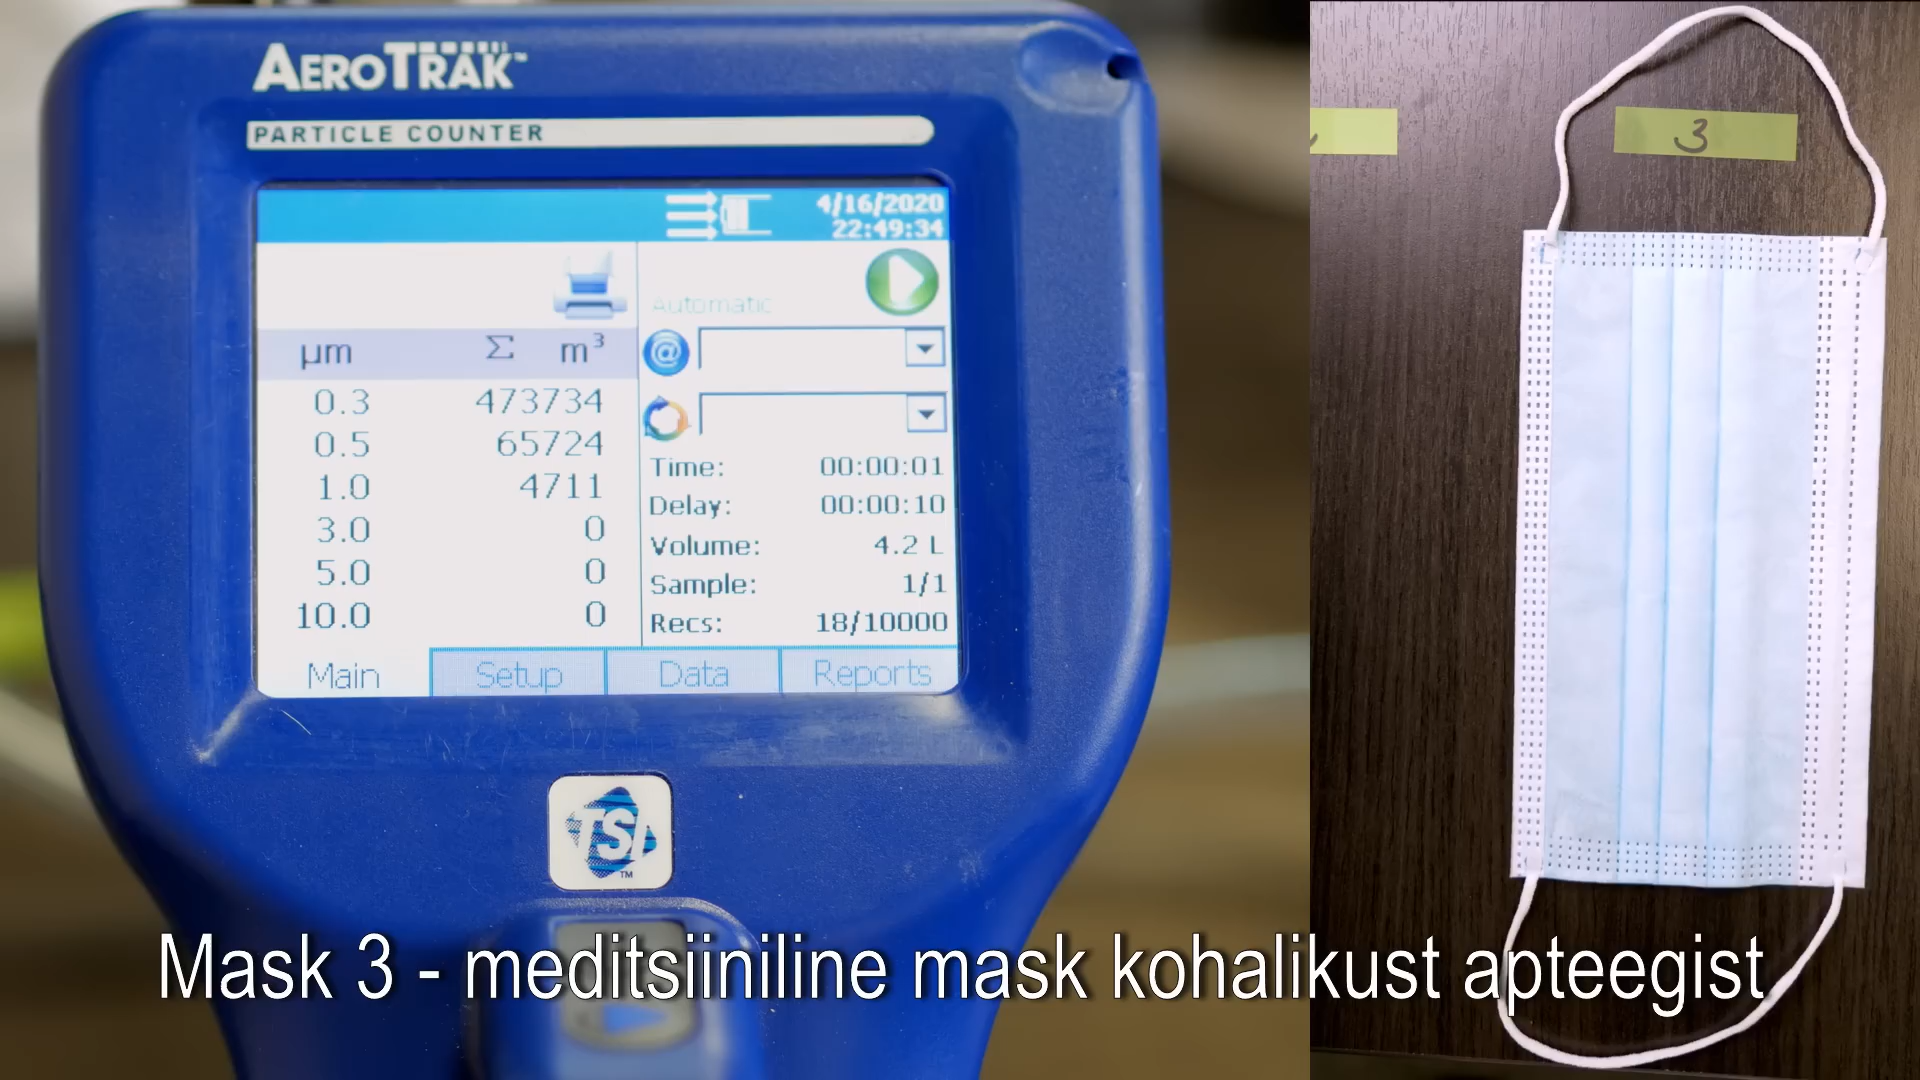 AEROTRAK™
PARTICLE COUNTER
4/16/2020
22:49:34
Automatic
µm Σ m³
0.3 473734
0.5 65724
1.0 4711
3.0 0
5.0 0
10.0 0
@
Time: 00:00:01
Delay: 00:00:10
Volume: 4.2 L
Sample: 1/1
Recs: 18/10000
Main Setup Data Reports
TSI™
3
Mask 3 - meditsiiniline mask kohalikust apteegist